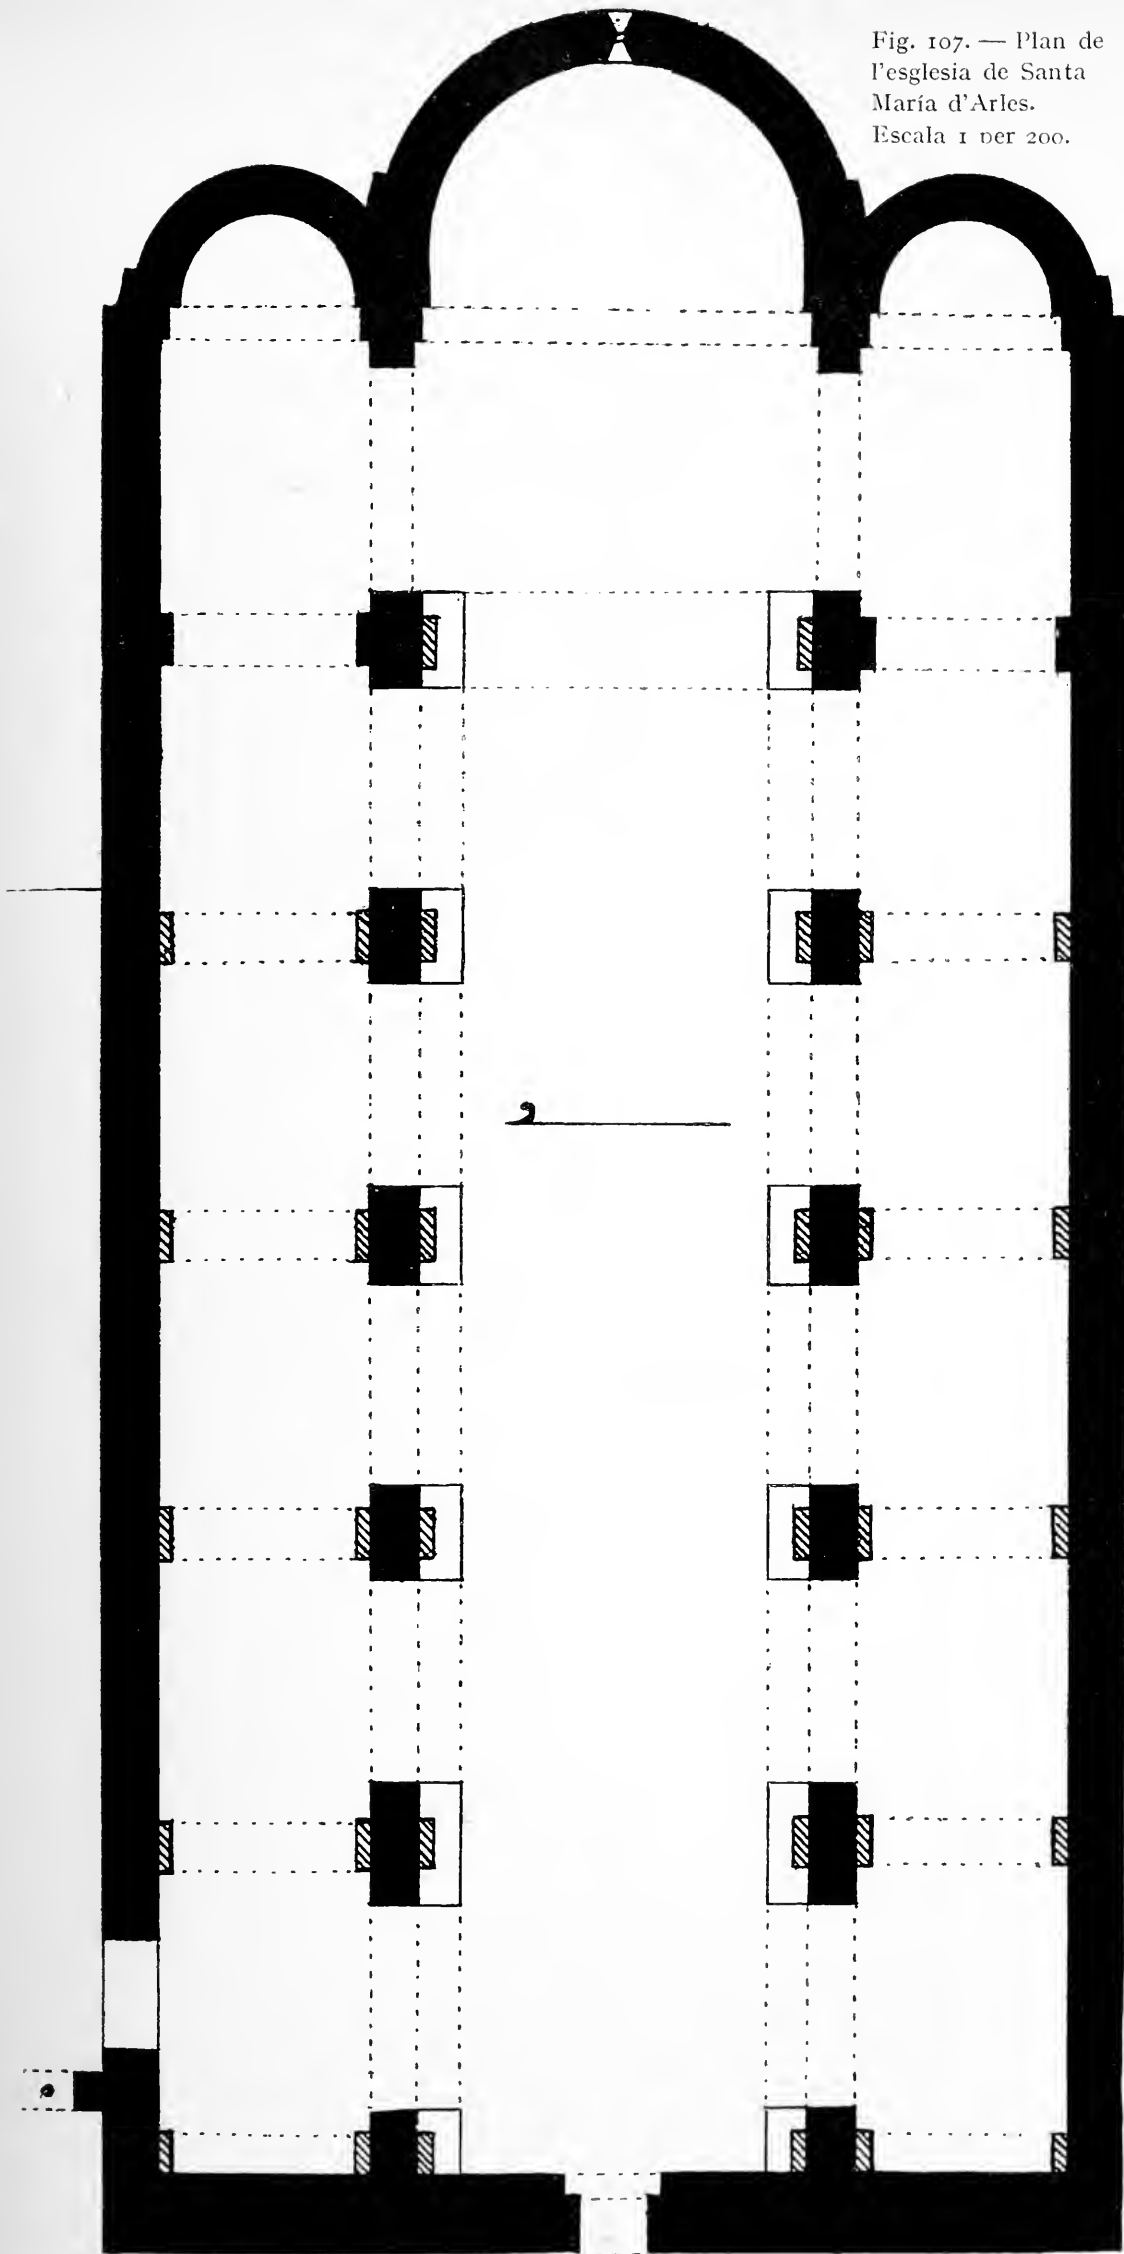 Fig. 107. — Plan de
l'esglesia de Santa
María d'Arles.
Escala 1 per 200.